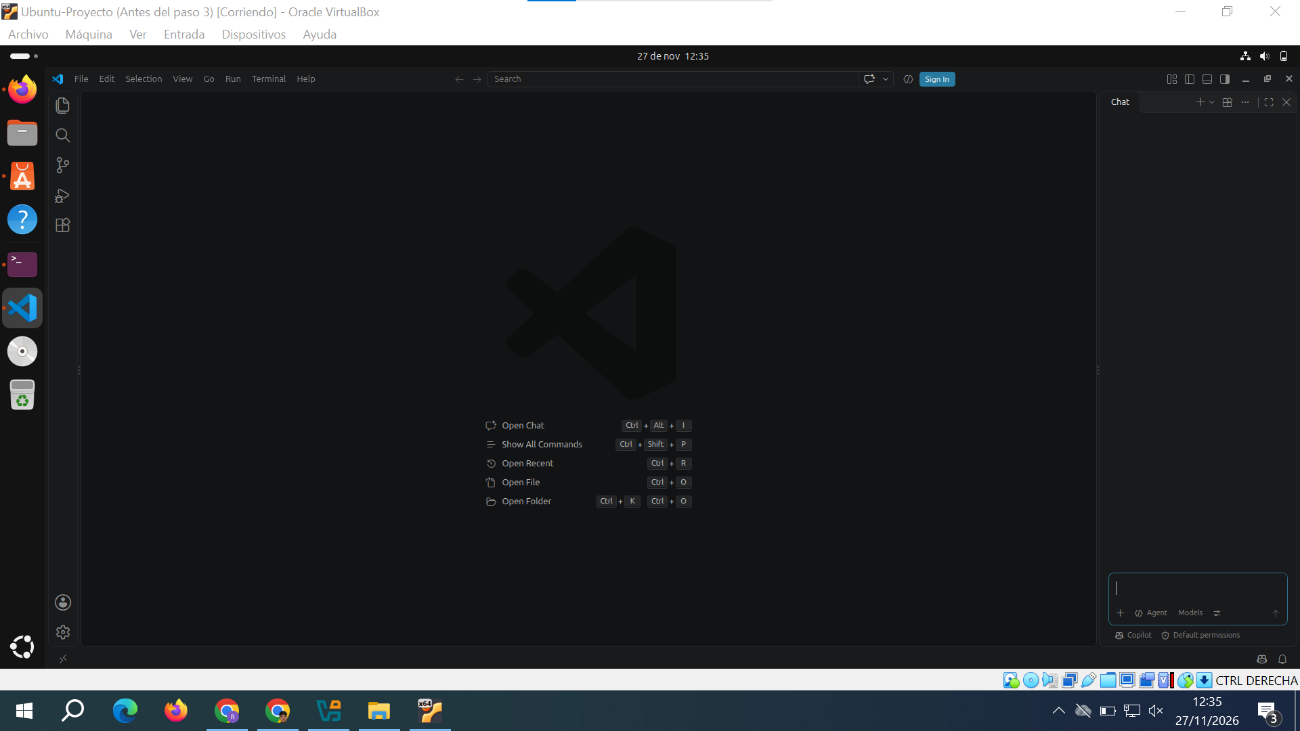 Ubuntu-Proyecto (Antes del paso 3) [Corriendo] - Oracle VirtualBox
Archivo Máquina Ver Entrada Dispositivos Ayuda
27 de nov 12:35
File Edit Selection View Go Run Terminal Help
Search
Sign In
Chat
Open Chat Ctrl + Alt + I
Show All Commands Ctrl + Shift + P
Open Recent Ctrl + R
Open File Ctrl + O
Open Folder Ctrl + K Ctrl + O
Agent Models
Copilot Default permissions
CTRL DERECHA
12:35
27/11/2026
3